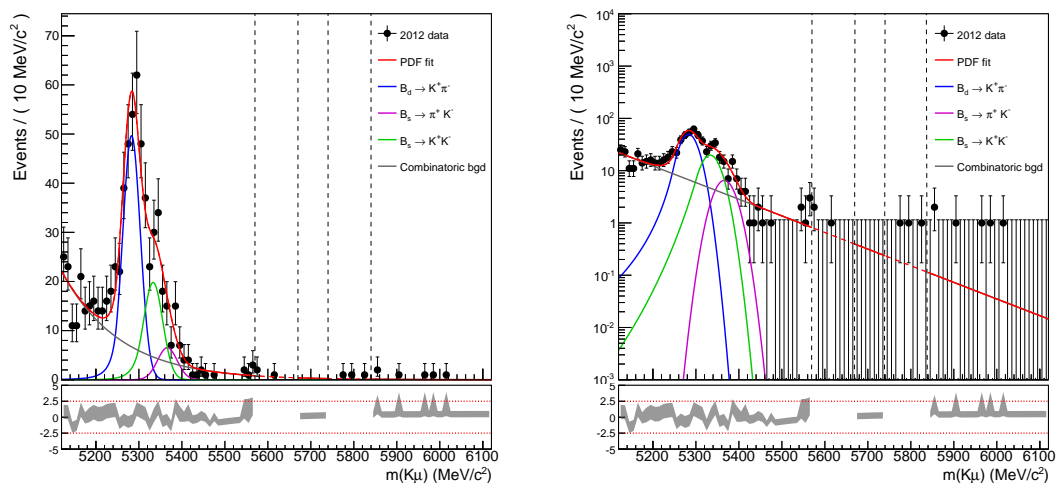 Events / ( 10 MeV/c²)
70
60
50
40
30
20
10
0
2012 data
PDF fit
B_d → K⁺π⁻
B_s → π⁺ K⁻
B_s → K⁺K⁻
Combinatoric bgd
5
2.5
0
-2.5
-5
5200 5300 5400 5500 5600 5700 5800 5900 6000 6100
m(Kμ) (MeV/c²)
Events / ( 10 MeV/c²)
10⁴
10³
10²
10
1
10⁻¹
10⁻²
10⁻³
2012 data
PDF fit
B_d → K⁺π⁻
B_s → π⁺ K⁻
B_s → K⁺K⁻
Combinatoric bgd
5
2.5
0
-2.5
-5
5200 5300 5400 5500 5600 5700 5800 5900 6000 6100
m(Kμ) (MeV/c²)